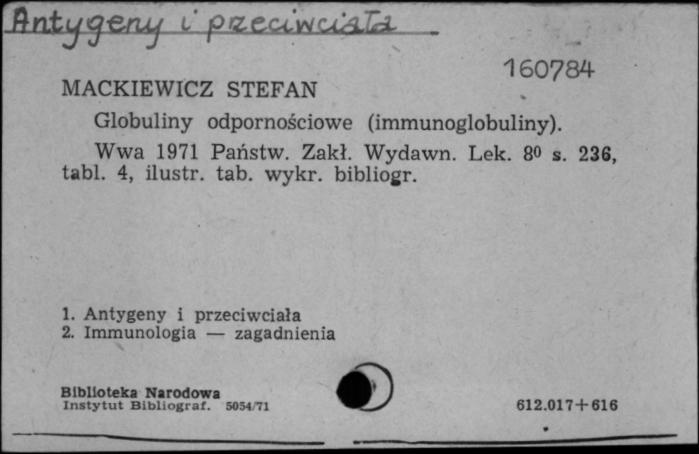 Antygeny i przeciwciała
160784
MACKIEWICZ STEFAN
Globuliny odpornościowe (immunoglobuliny).
Wwa 1971 Państw. Zakł. Wydawn. Lek. 8⁰ s. 236,
tabl. 4, ilustr. tab. wykr. bibliogr.
1. Antygeny i przeciwciała
2. Immunologia — zagadnienia
Biblioteka Narodowa
Instytut Bibliograf. 5054/71
612.017+616